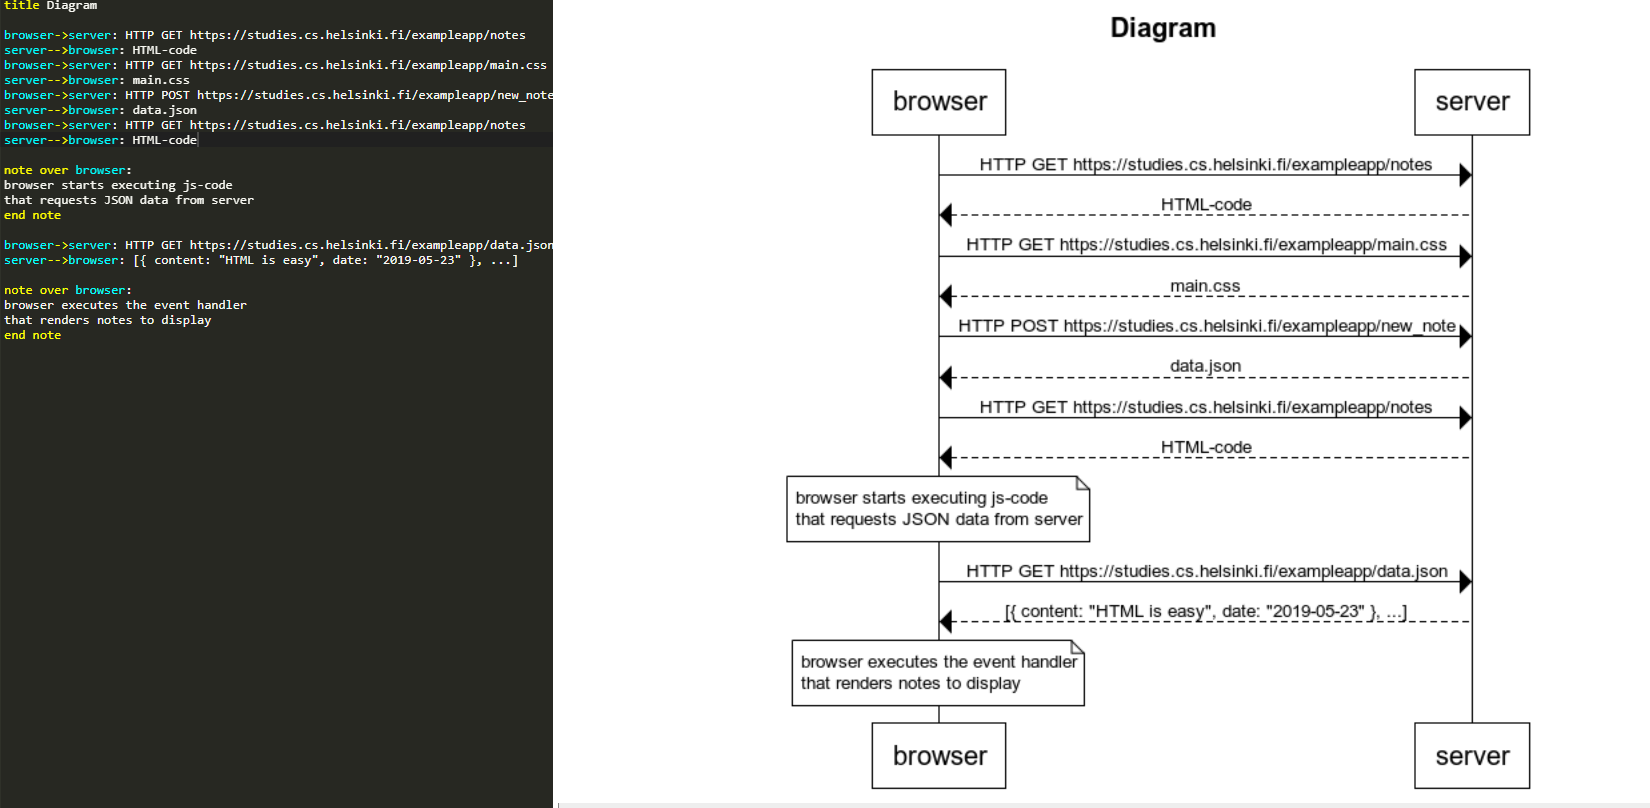 title Diagram
browser->server: HTTP GET https://studies.cs.helsinki.fi/exampleapp/notes
server-->browser: HTML-code
browser->server: HTTP GET https://studies.cs.helsinki.fi/exampleapp/main.css
server-->browser: main.css
browser->server: HTTP POST https://studies.cs.helsinki.fi/exampleapp/new_note
server-->browser: data.json
browser->server: HTTP GET https://studies.cs.helsinki.fi/exampleapp/notes
server-->browser: HTML-code
note over browser:
browser starts executing js-code
that requests JSON data from server
end note
browser->server: HTTP GET https://studies.cs.helsinki.fi/exampleapp/data.json
server-->browser: [{ content: "HTML is easy", date: "2019-05-23" }, ...]
note over browser:
browser executes the event handler
that renders notes to display
end note
Diagram
browser
server
HTTP GET https://studies.cs.helsinki.fi/exampleapp/notes
HTML-code
HTTP GET https://studies.cs.helsinki.fi/exampleapp/main.css
main.css
HTTP POST https://studies.cs.helsinki.fi/exampleapp/new_note
data.json
HTTP GET https://studies.cs.helsinki.fi/exampleapp/notes
HTML-code
browser starts executing js-code
that requests JSON data from server
HTTP GET https://studies.cs.helsinki.fi/exampleapp/data.json
[{ content: "HTML is easy", date: "2019-05-23" }, ...]
browser executes the event handler
that renders notes to display
browser
server